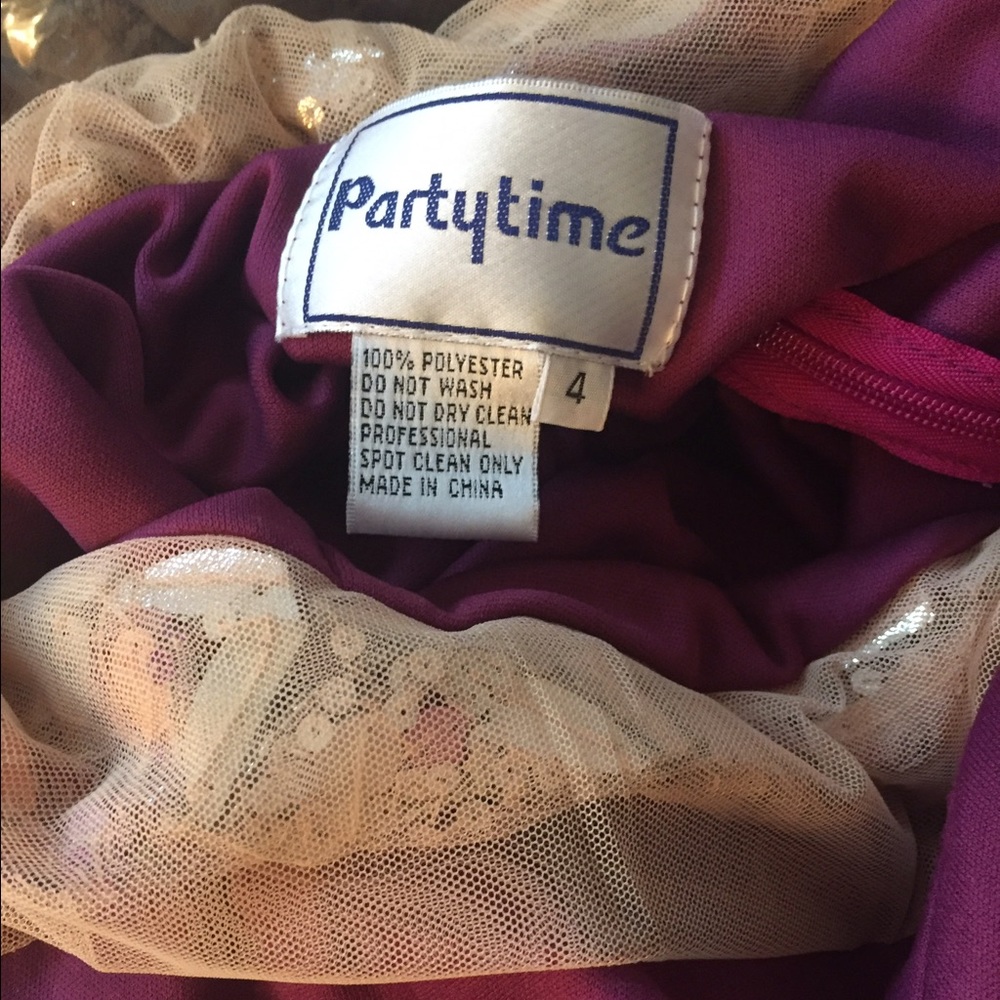 Partytime
100% POLYESTER
DO NOT WASH
DO NOT DRY CLEAN
PROFESSIONAL
SPOT CLEAN ONLY
MADE IN CHINA
4